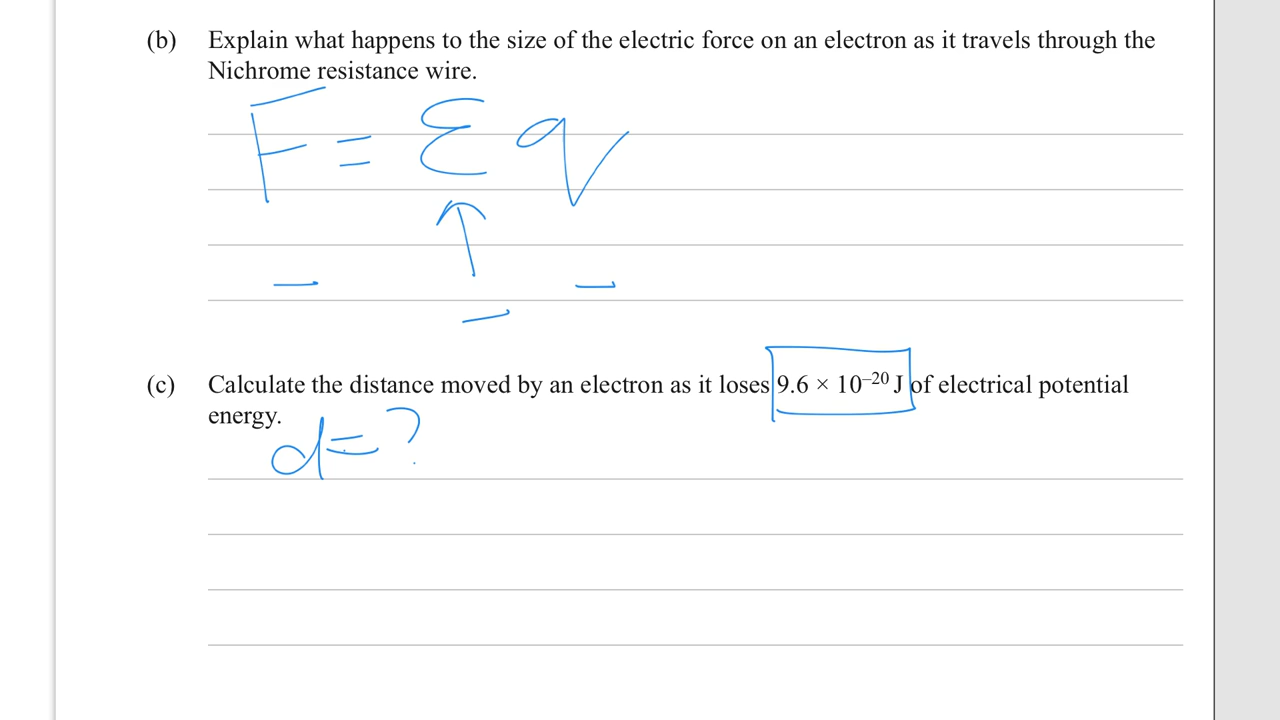 (b) Explain what happens to the size of the electric force on an electron as it travels through the
Nichrome resistance wire.
F = Ɛ q
(c) Calculate the distance moved by an electron as it loses 9.6 × 10⁻²⁰ J of electrical potential
energy.
d = ?